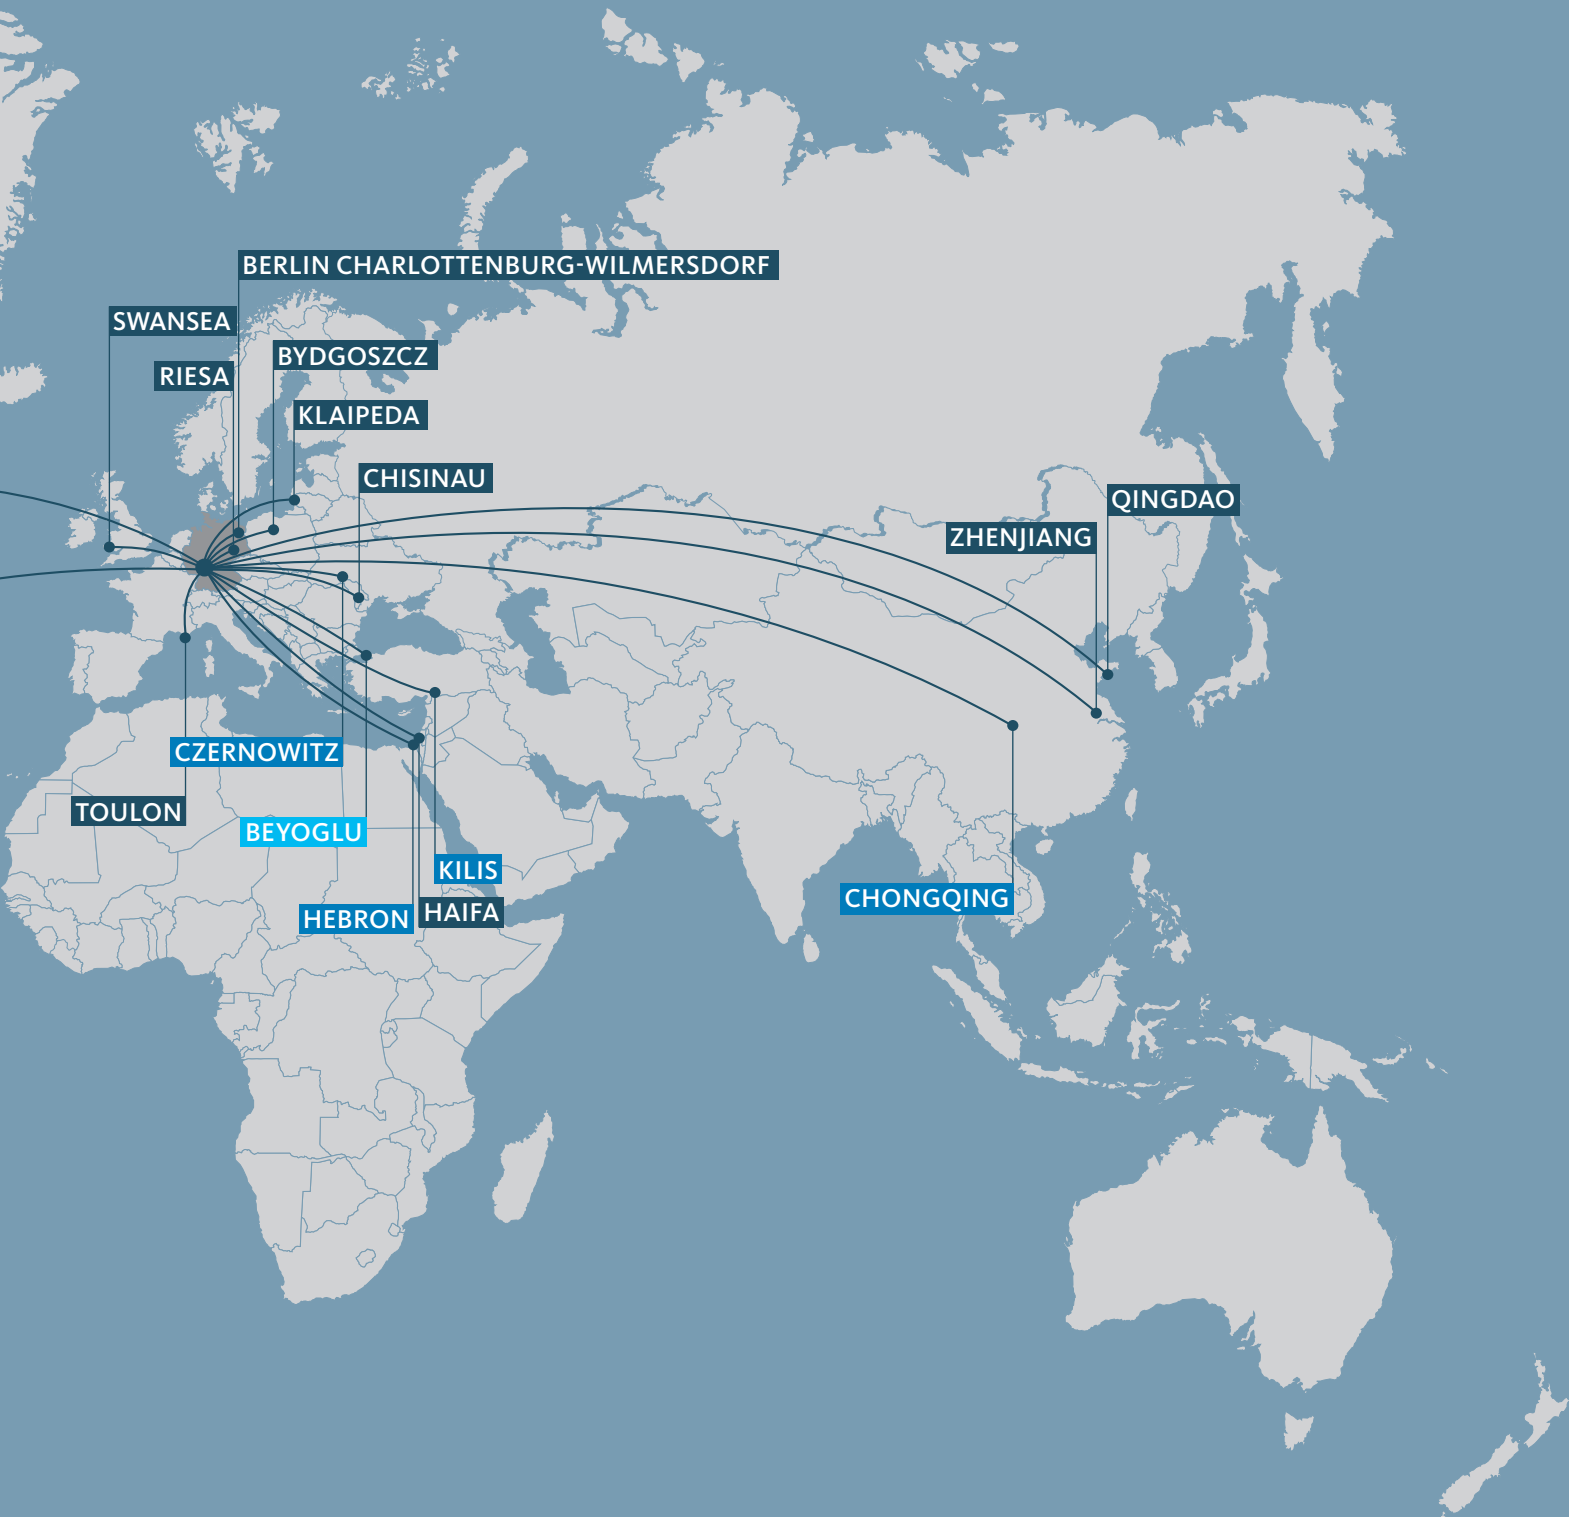 BERLIN CHARLOTTENBURG-WILMERSDORF
SWANSEA
BYDGOSZCZ
RIESA
KLAIPEDA
CHISINAU
QINGDAO
ZHENJIANG
CZERNOWITZ
TOULON
BEYOGLU
KILIS
CHONGQING
HAIFA
HEBRON